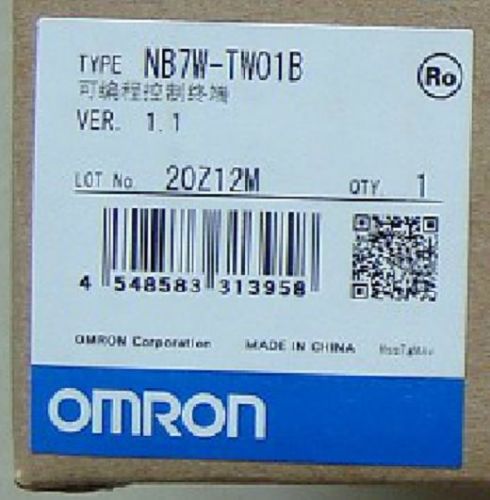 TYPE NB7W-TW01B
Ro
可编程控制终端
VER. 1.1
LOT No. 20Z12M QTY. 1
4 548583 313958
OMRON Corporation MADE IN CHINA
OMRON